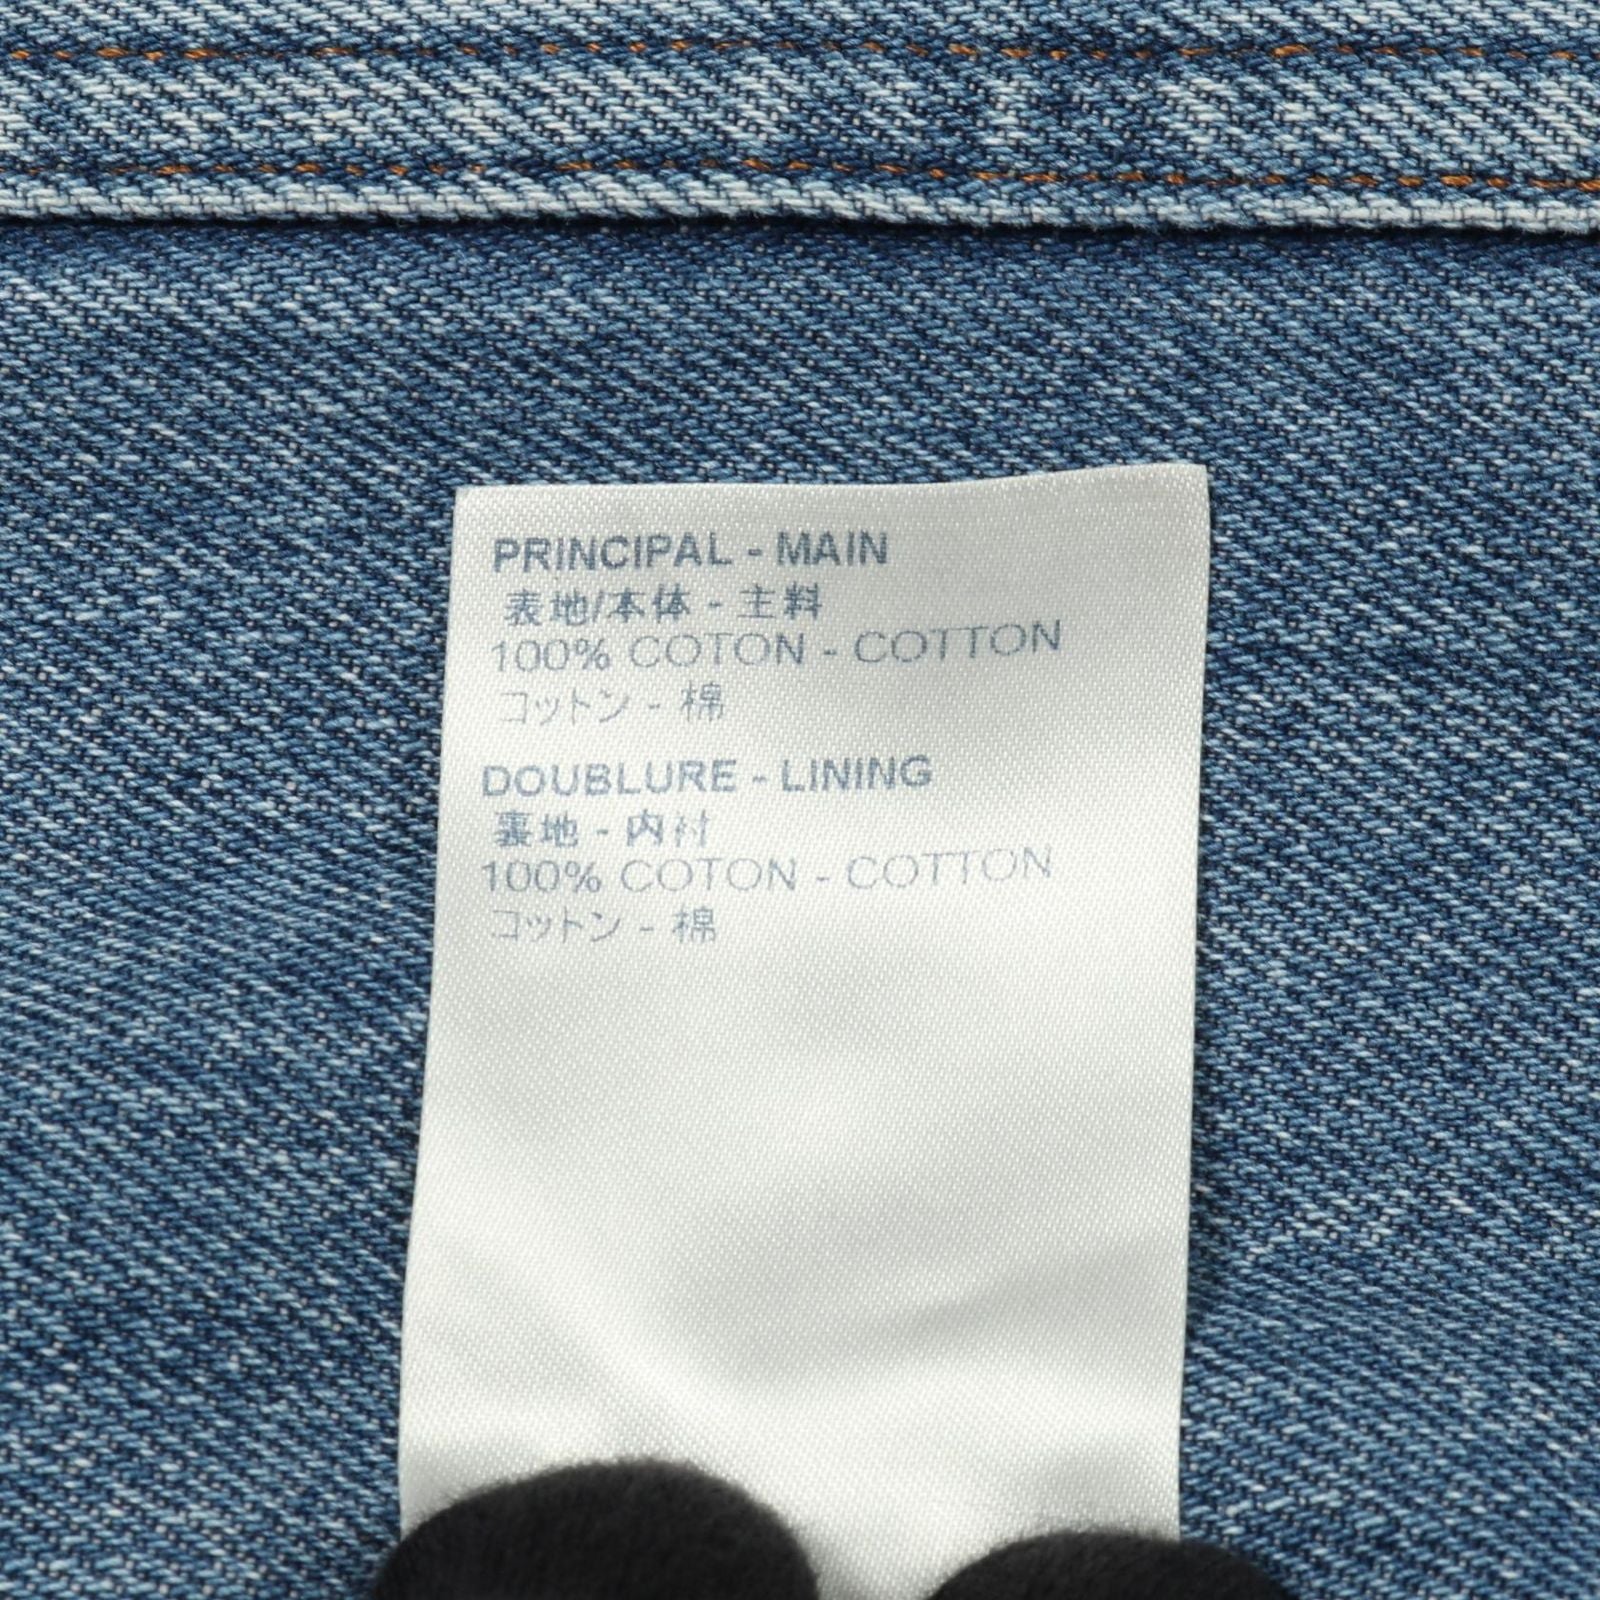 PRINCIPAL - MAIN
表地/本体 - 主料
100% COTON - COTTON
コットン - 棉
DOUBLURE - LINING
裏地 - 内衬
100% COTON - COTTON
コットン - 棉